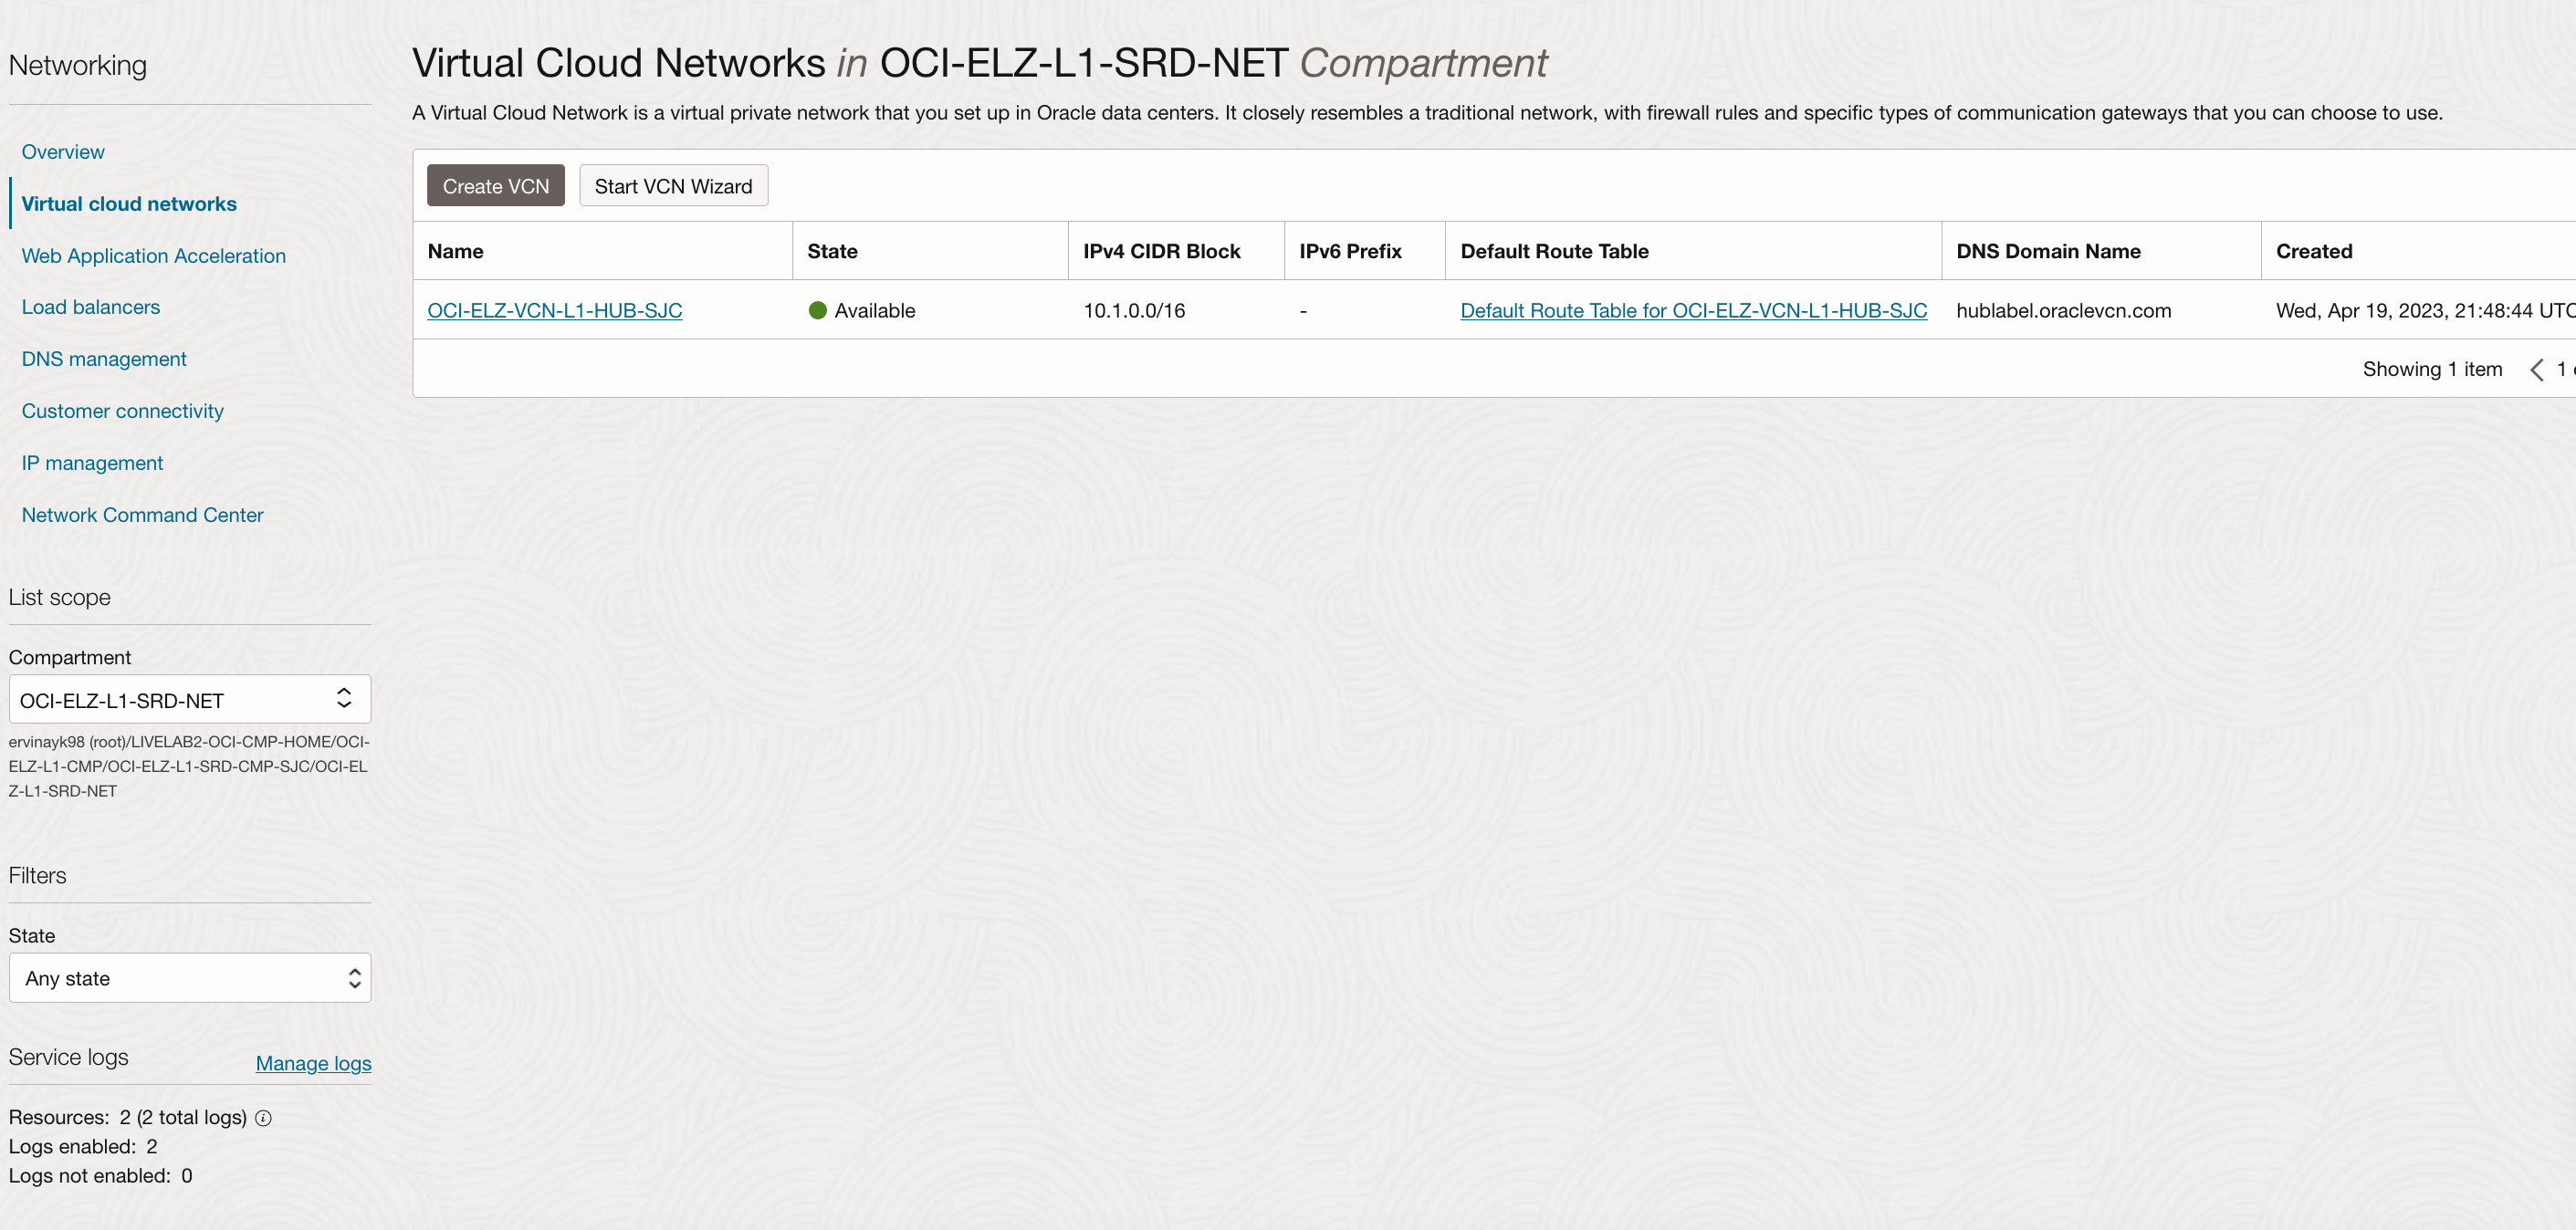 Networking
Overview
Virtual cloud networks
Web Application Acceleration
Load balancers
DNS management
Customer connectivity
IP management
Network Command Center
List scope
Compartment
OCI-ELZ-L1-SRD-NET
ervinayk98 (root)/LIVELAB2-OCI-CMP-HOME/OCI-
ELZ-L1-CMP/OCI-ELZ-L1-SRD-CMP-SJC/OCI-EL
Z-L1-SRD-NET
Filters
State
Any state
Service logs Manage logs
Resources: 2 (2 total logs)
Logs enabled: 2
Logs not enabled: 0
Virtual Cloud Networks in OCI-ELZ-L1-SRD-NET Compartment
A Virtual Cloud Network is a virtual private network that you set up in Oracle data centers. It closely resembles a traditional network, with firewall rules and specific types of communication gateways that you can choose to use.
Create VCN Start VCN Wizard
Name State IPv4 CIDR Block IPv6 Prefix Default Route Table DNS Domain Name Created
OCI-ELZ-VCN-L1-HUB-SJC Available 10.1.0.0/16 - Default Route Table for OCI-ELZ-VCN-L1-HUB-SJC hublabel.oraclevcn.com Wed, Apr 19, 2023, 21:48:44 UTC
Showing 1 item 1